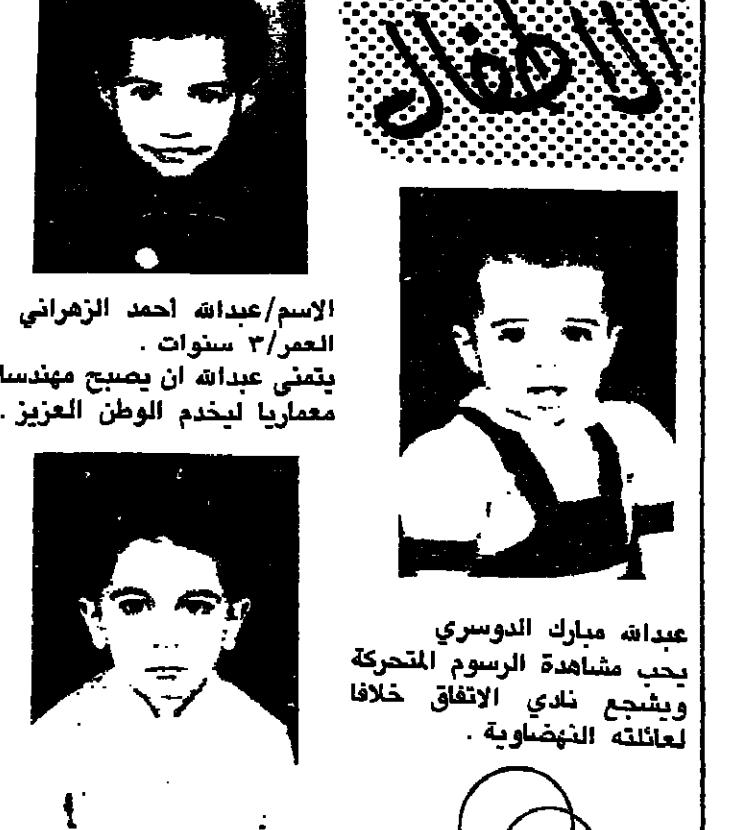 الاطفال
عبدالله مبارك الدوسري
يحب مشاهدة الرسوم المتحركة
ويشجع نادي الاتفاق خلافا
لعائلته النهضاوية .
الاسم/عبدالله أحمد الزهراني
العمر/٣ سنوات .
يتمنى عبدالله ان يصبح مهندسا
معماريا ليخدم الوطن العزيز .